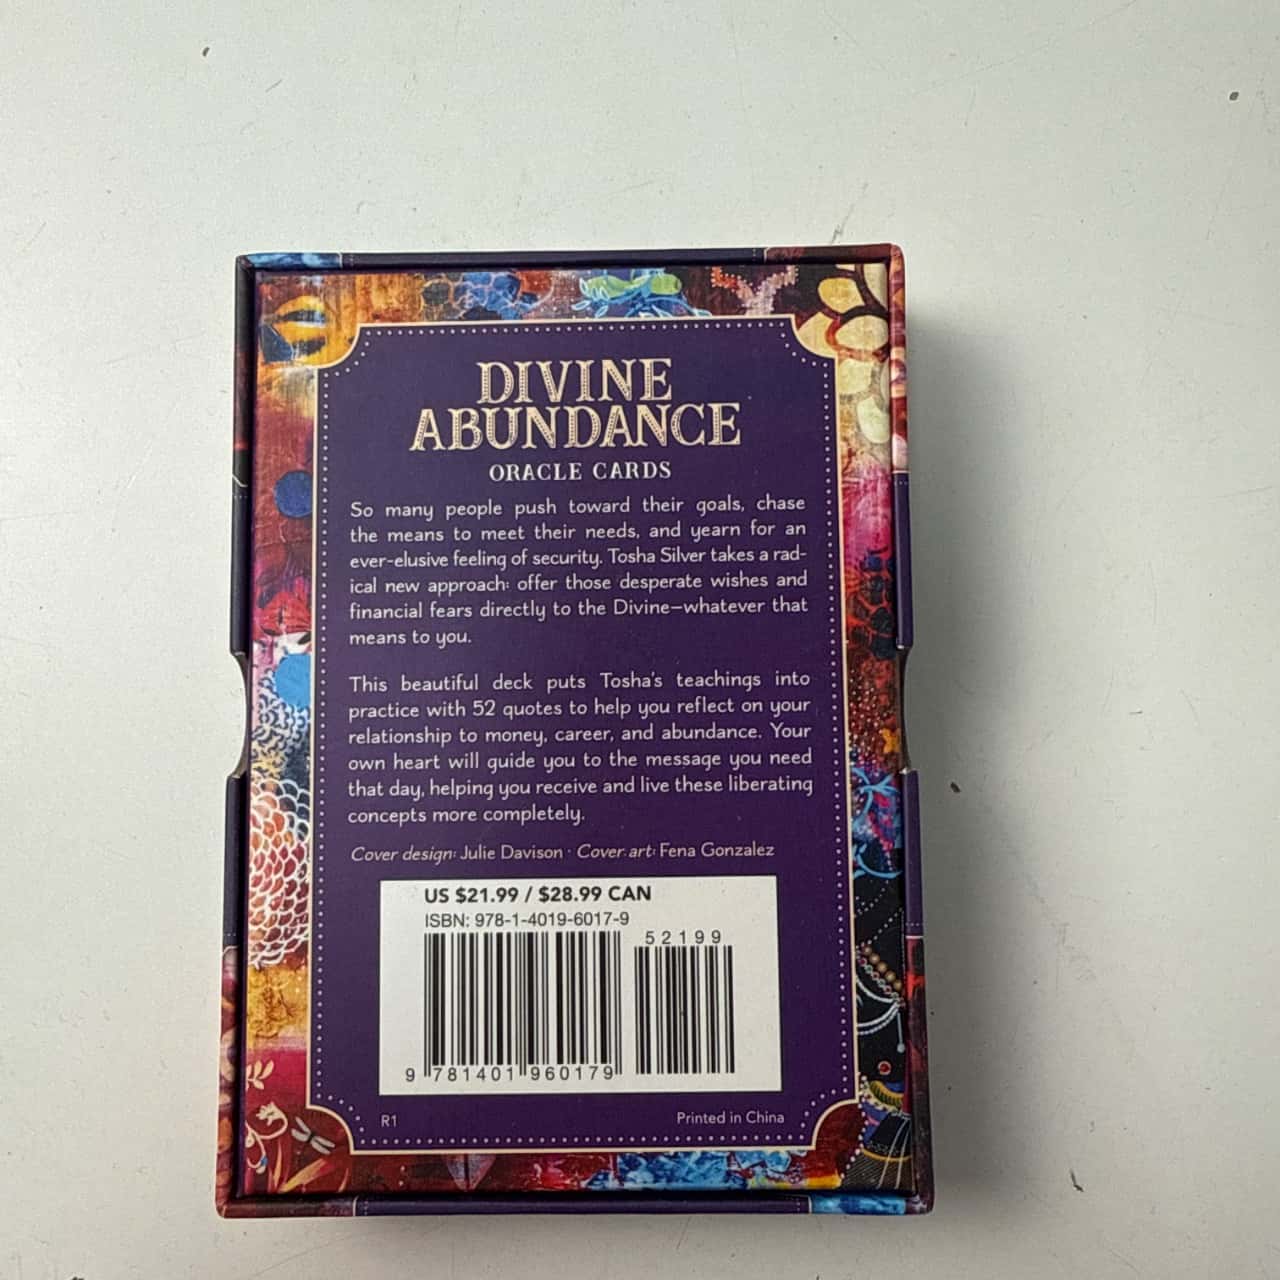 DIVINE
ABUNDANCE
ORACLE CARDS
So many people push toward their goals, chase
the means to meet their needs, and yearn for an
ever-elusive feeling of security. Tosha Silver takes a rad-
ical new approach: offer those desperate wishes and
financial fears directly to the Divine—whatever that
means to you.
This beautiful deck puts Tosha's teachings into
practice with 52 quotes to help you reflect on your
relationship to money, career, and abundance. Your
own heart will guide you to the message you need
that day, helping you receive and live these liberating
concepts more completely.
Cover design: Julie Davison · Cover art: Fena Gonzalez
US $21.99 / $28.99 CAN
ISBN: 978-1-4019-6017-9
52199
9 781401 960179
R1
Printed in China